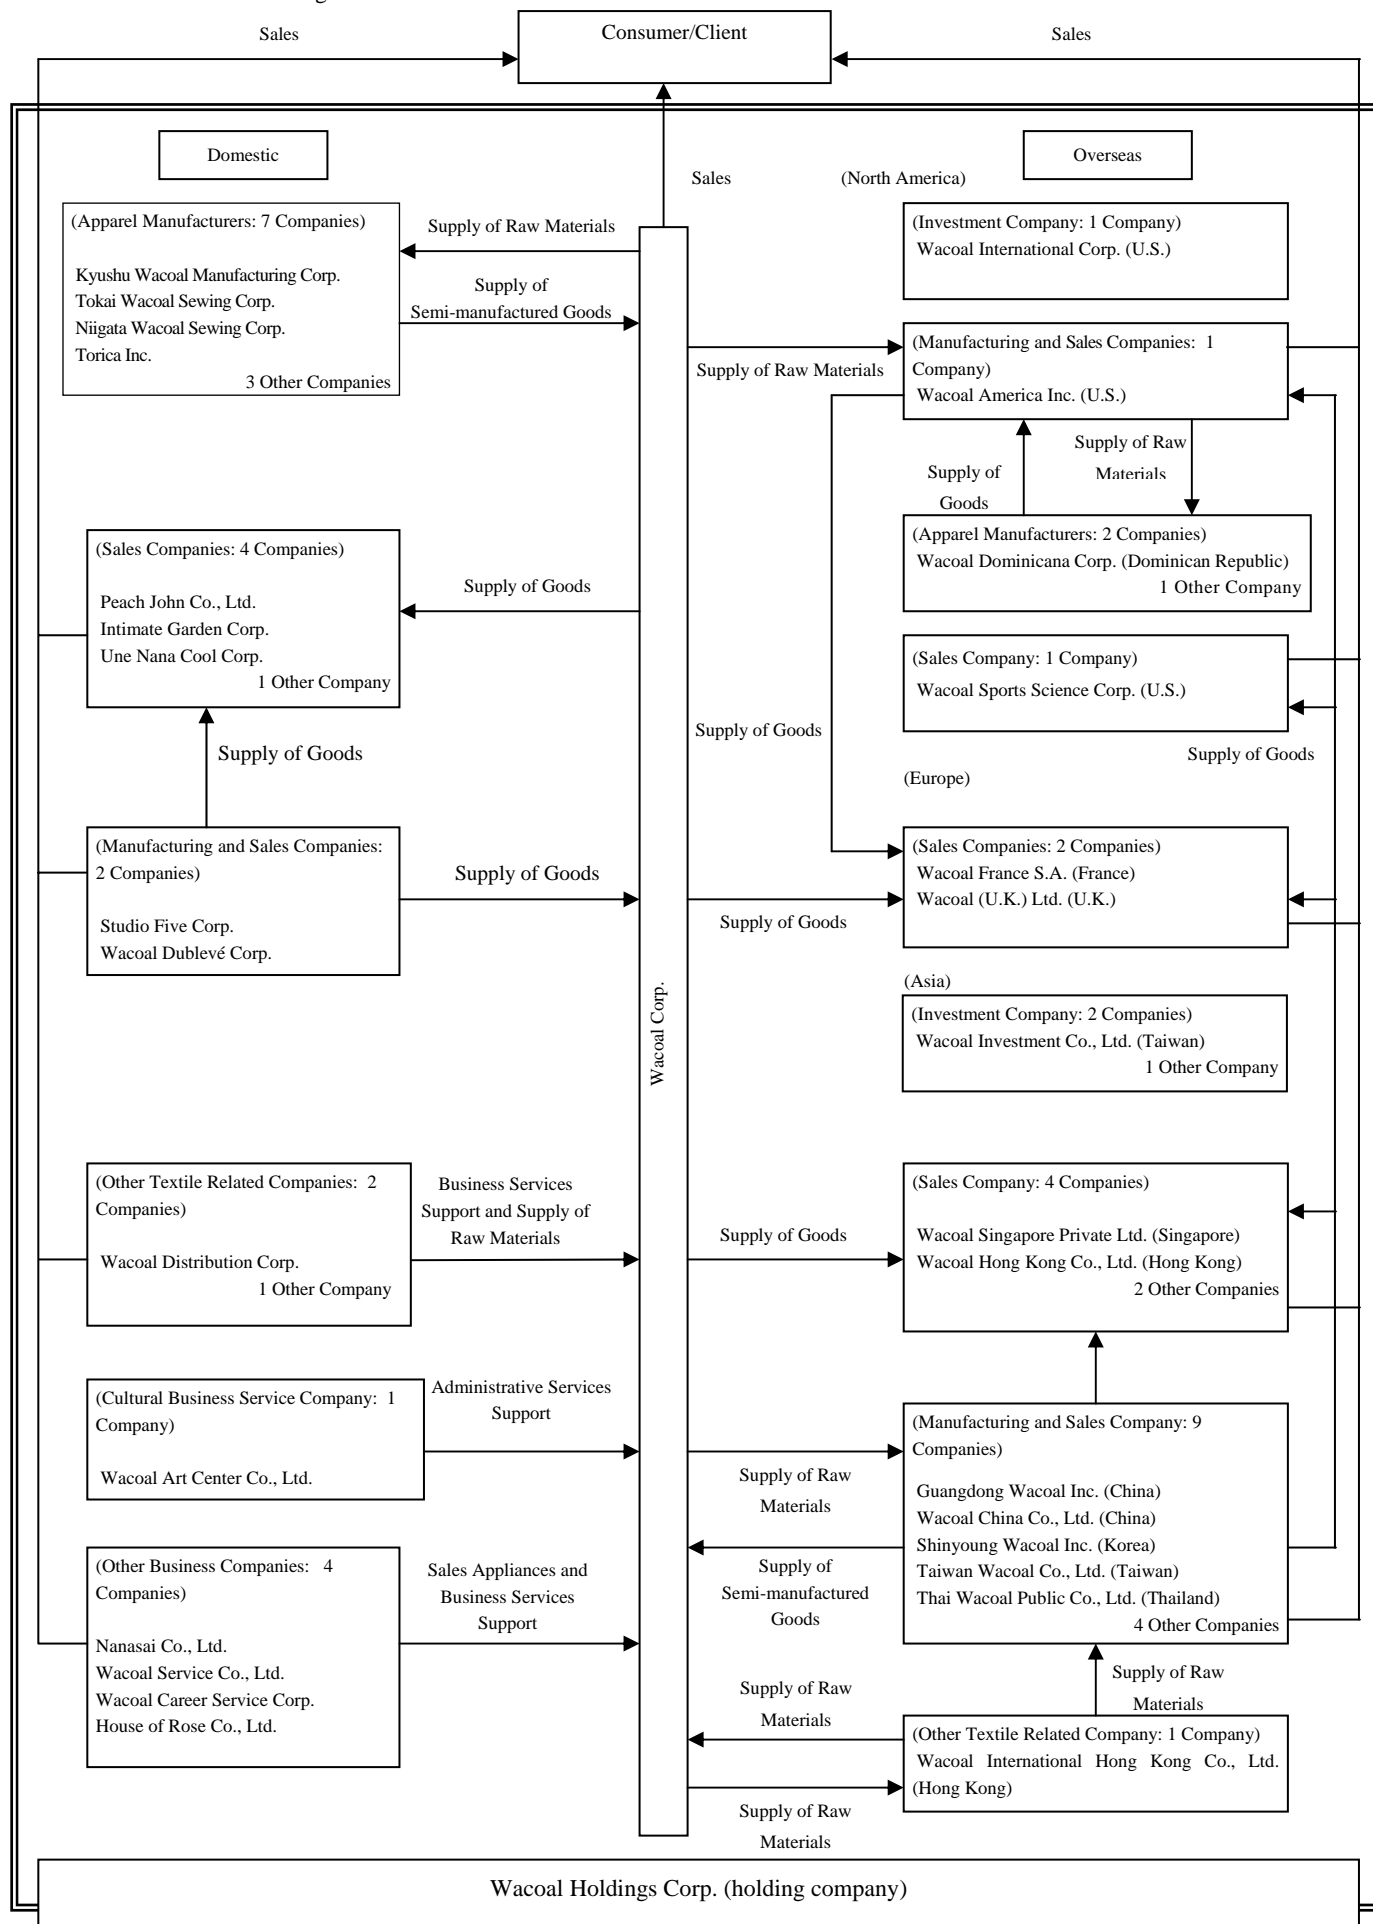 Sales
Consumer/Client
Sales
Domestic
Overseas
Sales
(North America)
(Apparel Manufacturers: 7 Companies)
Kyushu Wacoal Manufacturing Corp.
Tokai Wacoal Sewing Corp.
Niigata Wacoal Sewing Corp.
Torica Inc.
3 Other Companies
Supply of Raw Materials
Supply of
Semi-manufactured Goods
(Investment Company: 1 Company)
Wacoal International Corp. (U.S.)
Supply of Raw Materials
(Manufacturing and Sales Companies: 1
Company)
Wacoal America Inc. (U.S.)
Supply of
Goods
Supply of Raw
Materials
(Apparel Manufacturers: 2 Companies)
Wacoal Dominicana Corp. (Dominican Republic)
1 Other Company
(Sales Companies: 4 Companies)
Peach John Co., Ltd.
Intimate Garden Corp.
Une Nana Cool Corp.
1 Other Company
Supply of Goods
(Sales Company: 1 Company)
Wacoal Sports Science Corp. (U.S.)
Supply of Goods
Supply of Goods
Supply of Goods
(Europe)
(Manufacturing and Sales Companies:
2 Companies)
Studio Five Corp.
Wacoal Dublevé Corp.
Supply of Goods
(Sales Companies: 2 Companies)
Wacoal France S.A. (France)
Wacoal (U.K.) Ltd. (U.K.)
Supply of Goods
Wacoal Corp.
(Asia)
(Investment Company: 2 Companies)
Wacoal Investment Co., Ltd. (Taiwan)
1 Other Company
(Other Textile Related Companies: 2
Companies)
Wacoal Distribution Corp.
1 Other Company
Business Services
Support and Supply of
Raw Materials
Supply of Goods
(Sales Company: 4 Companies)
Wacoal Singapore Private Ltd. (Singapore)
Wacoal Hong Kong Co., Ltd. (Hong Kong)
2 Other Companies
(Cultural Business Service Company: 1
Company)
Wacoal Art Center Co., Ltd.
Administrative Services
Support
Supply of Raw
Materials
(Manufacturing and Sales Company: 9
Companies)
Guangdong Wacoal Inc. (China)
Wacoal China Co., Ltd. (China)
Shinyoung Wacoal Inc. (Korea)
Taiwan Wacoal Co., Ltd. (Taiwan)
Thai Wacoal Public Co., Ltd. (Thailand)
4 Other Companies
(Other Business Companies: 4
Companies)
Nanasai Co., Ltd.
Wacoal Service Co., Ltd.
Wacoal Career Service Corp.
House of Rose Co., Ltd.
Sales Appliances and
Business Services
Support
Supply of
Semi-manufactured
Goods
Supply of Raw
Materials
Supply of Raw
Materials
(Other Textile Related Company: 1 Company)
Wacoal International Hong Kong Co., Ltd.
(Hong Kong)
Supply of Raw
Materials
Wacoal Holdings Corp. (holding company)